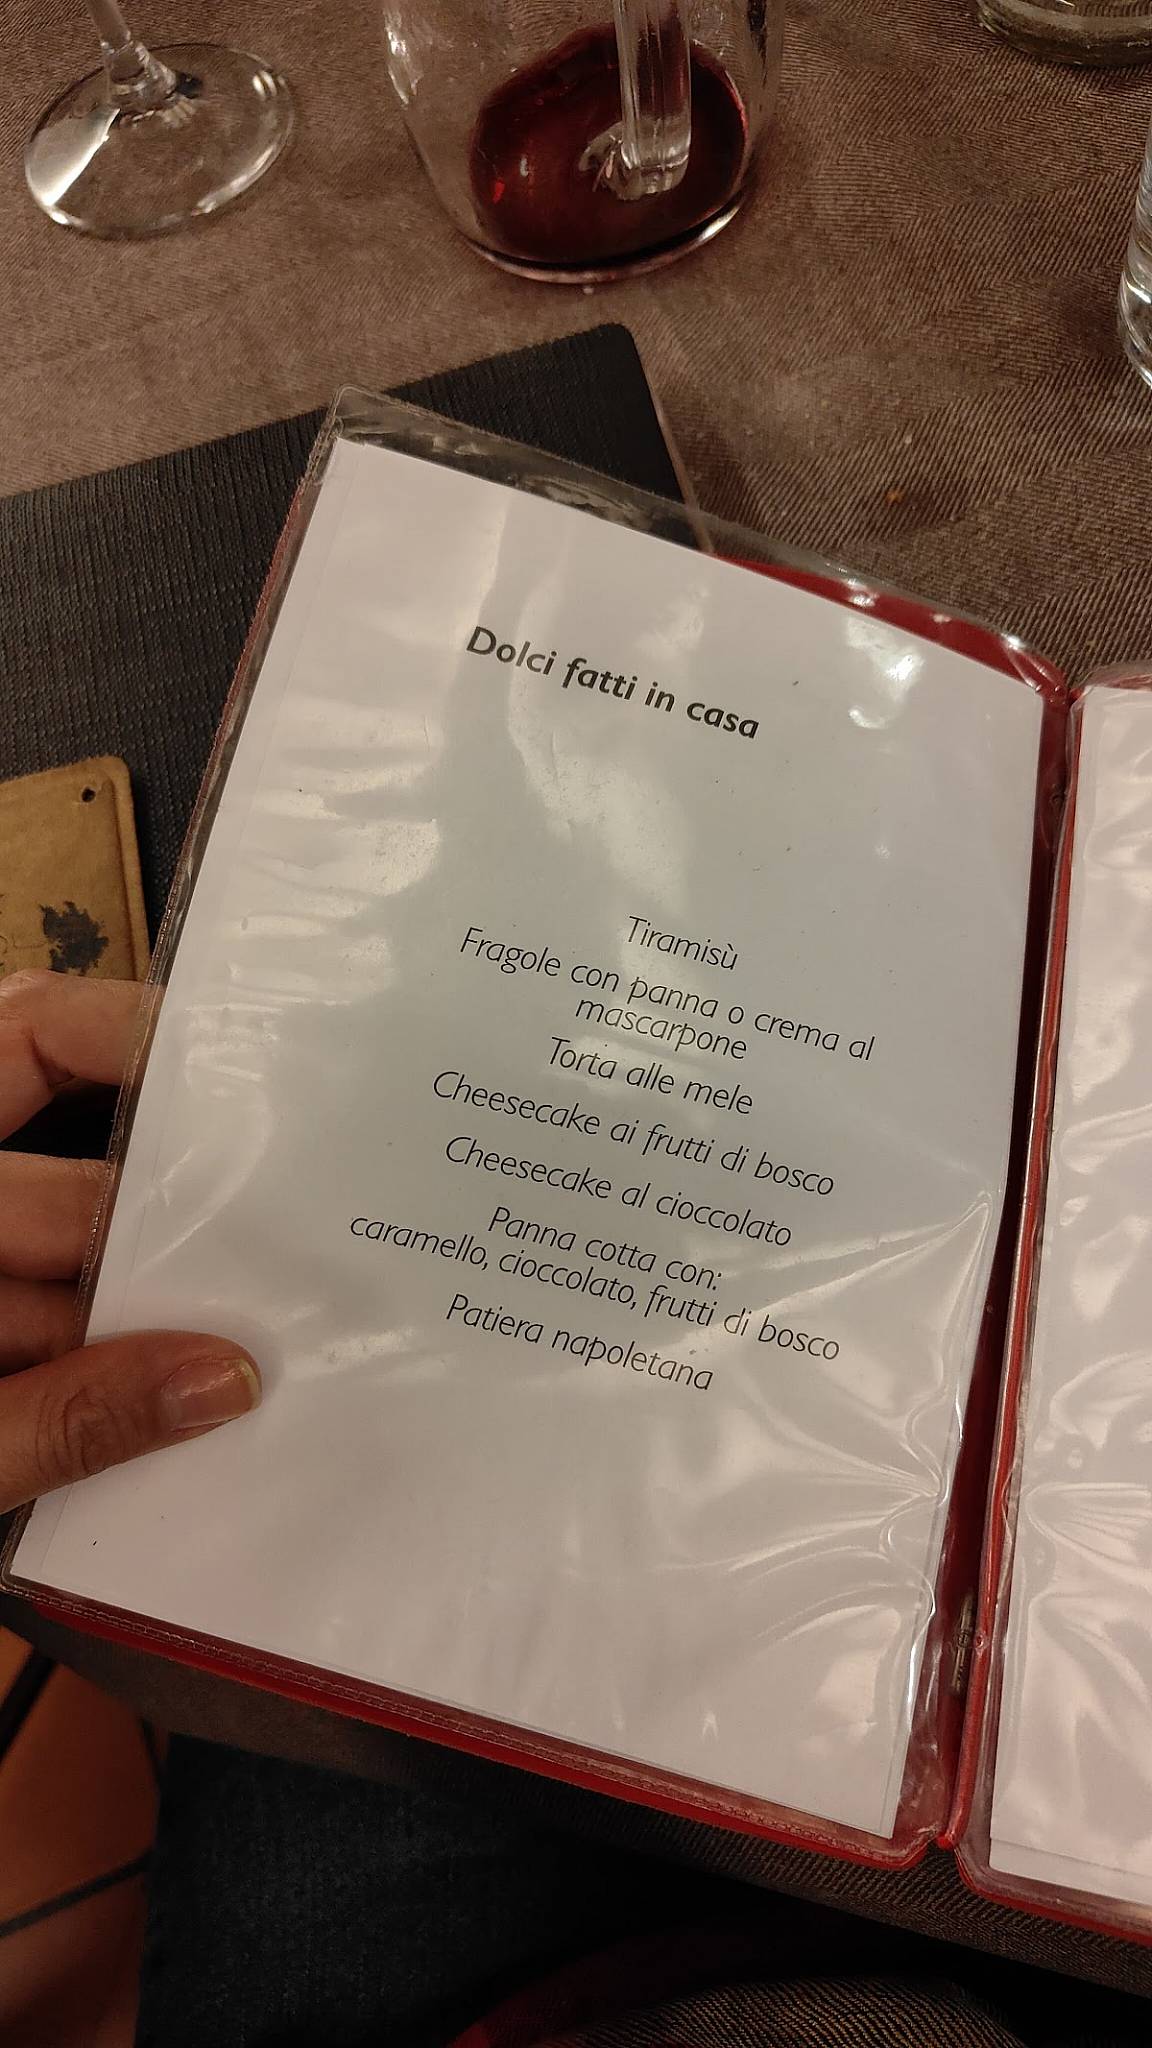 Dolci fatti in casa
Tiramisù
Fragole con panna o crema al
mascarpone
Torta alle mele
Cheesecake ai frutti di bosco
Cheesecake al cioccolato
Panna cotta con:
caramello, cioccolato, frutti di bosco
Patiera napoletana